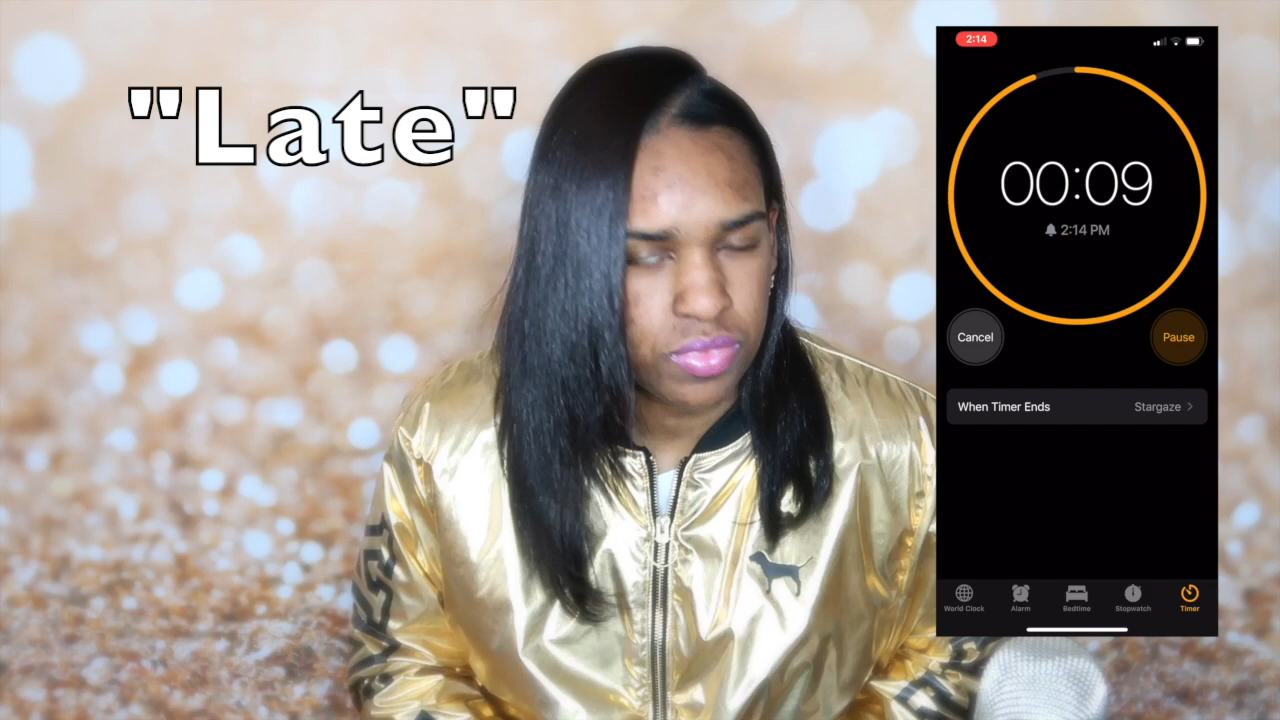 "Late"
2:14
00:09
2:14 PM
Cancel
Pause
When Timer Ends
Stargaze
World Clock
Alarm
Bedtime
Stopwatch
Timer